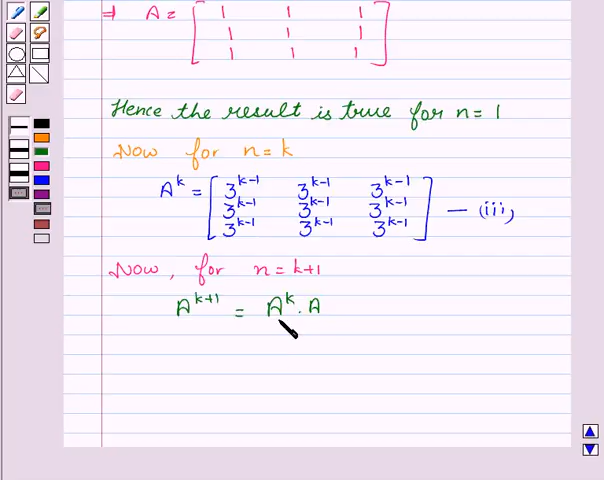 ⇒ A = [ 1 1 1
1 1 1
1 1 1 ]
Hence the result is true for n = 1
Now for n = k
A^k = [ 3^{k-1} 3^{k-1} 3^{k-1}
3^{k-1} 3^{k-1} 3^{k-1}
3^{k-1} 3^{k-1} 3^{k-1} ] — (iii)
Now, for n = k+1
A^{k+1} = A^k . A